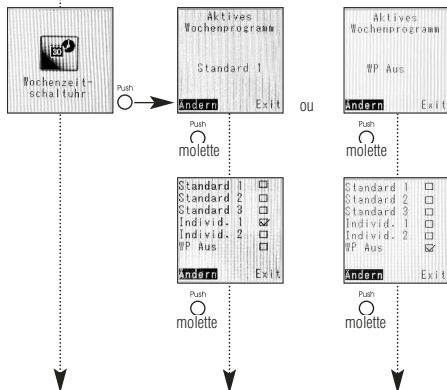 30
Wochenzeit-
schaltuhr
Push
Aktives
Wochenprogramm
Standard 1
Ändern Exit
Push
molette
ou
Aktives
Wochenprogramm
WP Aus
Ändern Exit
Push
molette
Standard 1
Standard 2
Standard 3
Individ. 1
Individ. 2
WP Aus
Ändern Exit
Push
molette
Standard 1
Standard 2
Standard 3
Individ. 1
Individ. 2
WP Aus
Ändern Exit
Push
molette